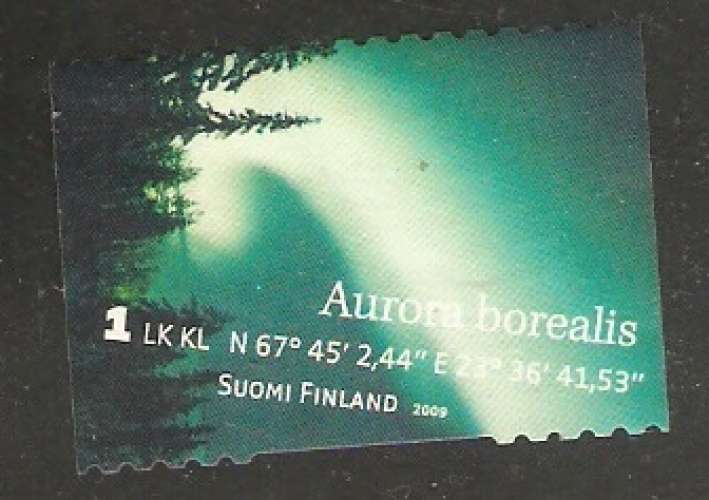 Aurora borealis
1 LK KL N 67° 45′ 2,44″ E 23° 36′ 41,53″
SUOMI FINLAND 2009